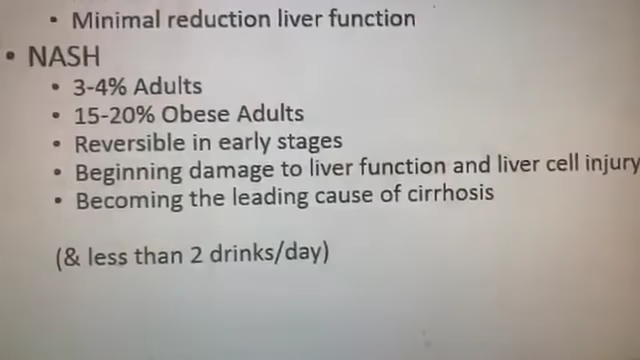 • Minimal reduction liver function
• NASH
• 3-4% Adults
• 15-20% Obese Adults
• Reversible in early stages
• Beginning damage to liver function and liver cell injury
• Becoming the leading cause of cirrhosis
(& less than 2 drinks/day)